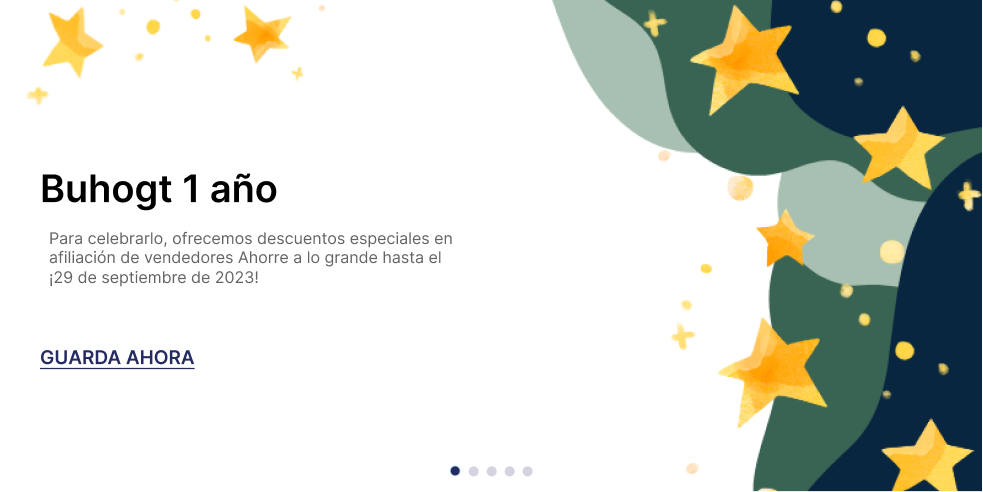 Buhogt 1 año
Para celebrarlo, ofrecemos descuentos especiales en
afiliación de vendedores Ahorre a lo grande hasta el
¡29 de septiembre de 2023!
GUARDA AHORA